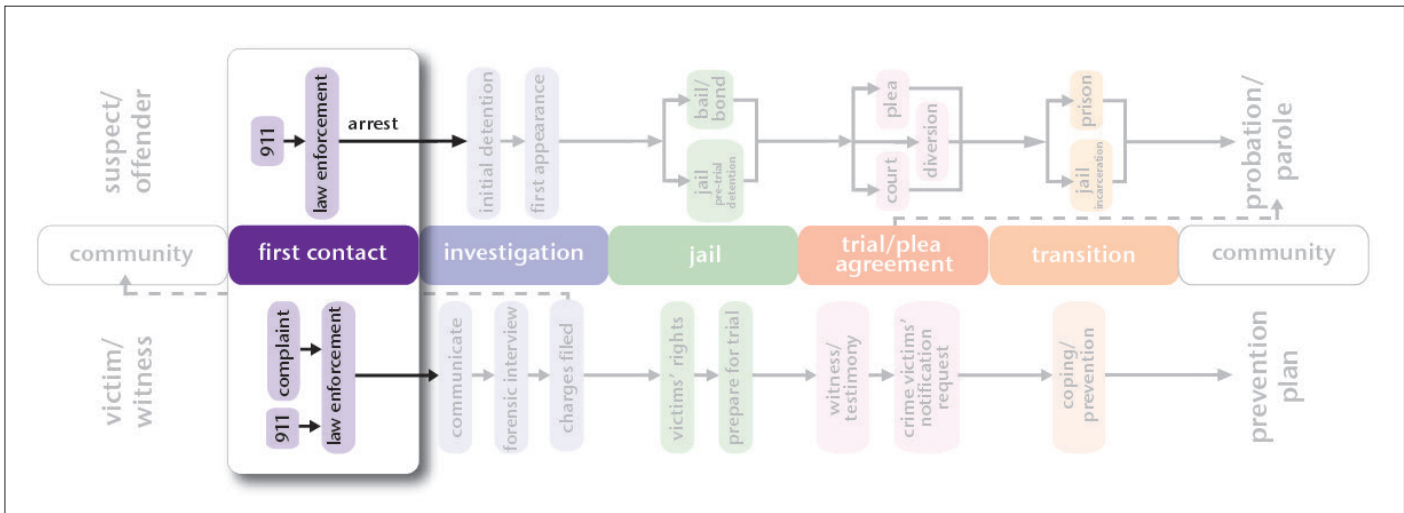 suspect/
offender
911
law enforcement
arrest
initial detention
first appearance
bail/
bond
jail
pre-trial
detention
plea
court
diversion
prison
jail
incarceration
probation/
parole
community
first contact
investigation
jail
trial/plea
agreement
transition
community
victim/
witness
complaint
911
law enforcement
communicate
forensic interview
charges filed
victims’ rights
prepare for trial
witness/
testimony
crime victims’
notification
request
coping/
prevention
prevention
plan